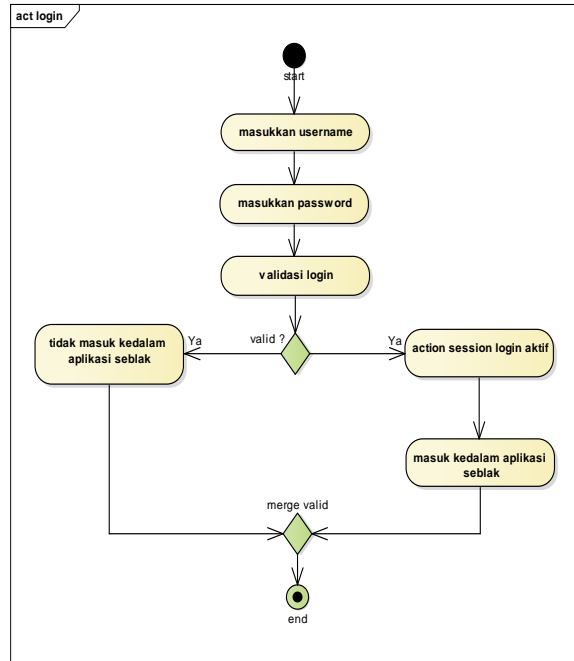 act login
start
masukkan username
masukkan password
validasi login
valid ?
Ya
Ya
tidak masuk kedalam
aplikasi seblak
action session login aktif
masuk kedalam aplikasi
seblak
merge valid
end